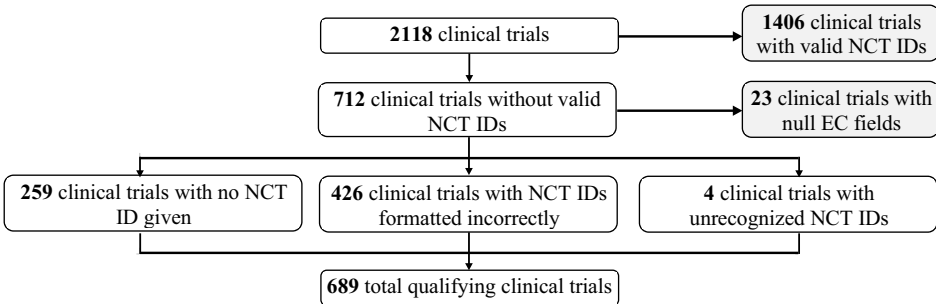 2118 clinical trials
1406 clinical trials
with valid NCT IDs
712 clinical trials without valid
NCT IDs
23 clinical trials with
null EC fields
259 clinical trials with no NCT
ID given
426 clinical trials with NCT IDs
formatted incorrectly
4 clinical trials with
unrecognized NCT IDs
689 total qualifying clinical trials